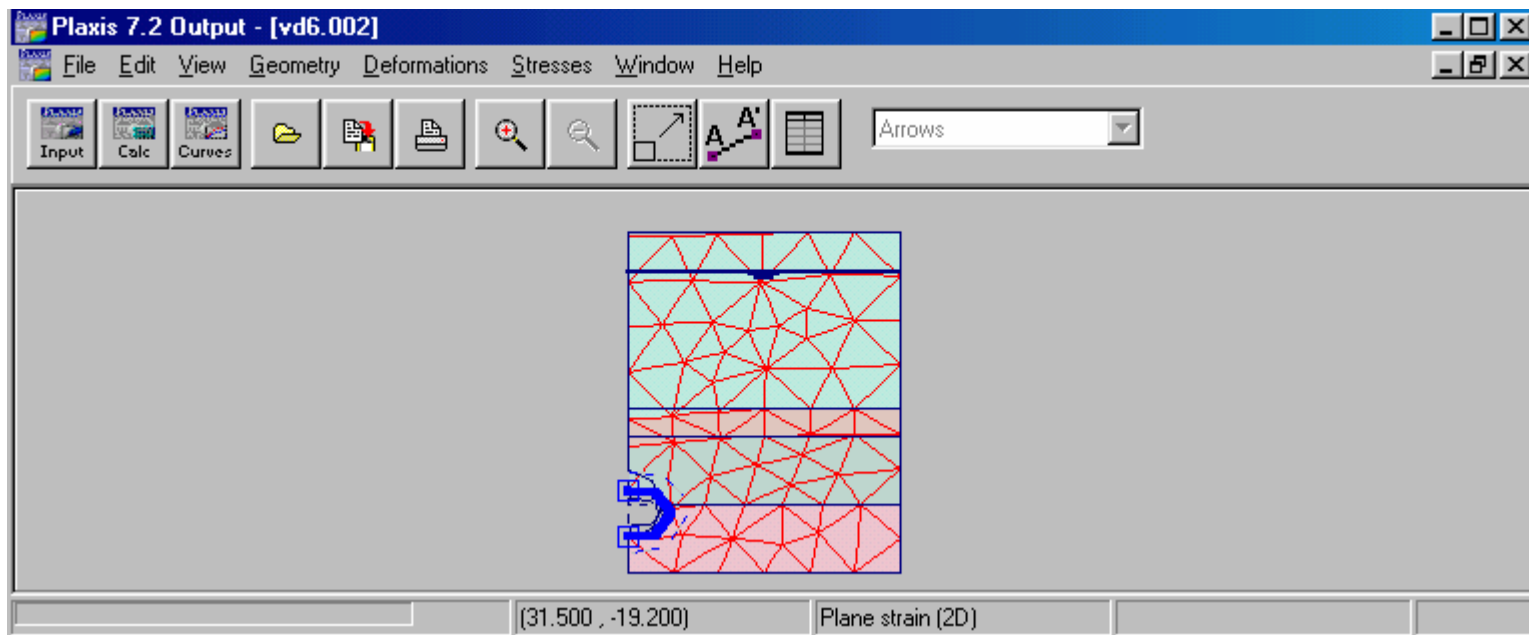 Plaxis 7.2 Output - [vd6.002]
File Edit View Geometry Deformations Stresses Window Help
Input Calc Curves A A' Arrows
(31.500 , -19.200) Plane strain (2D)